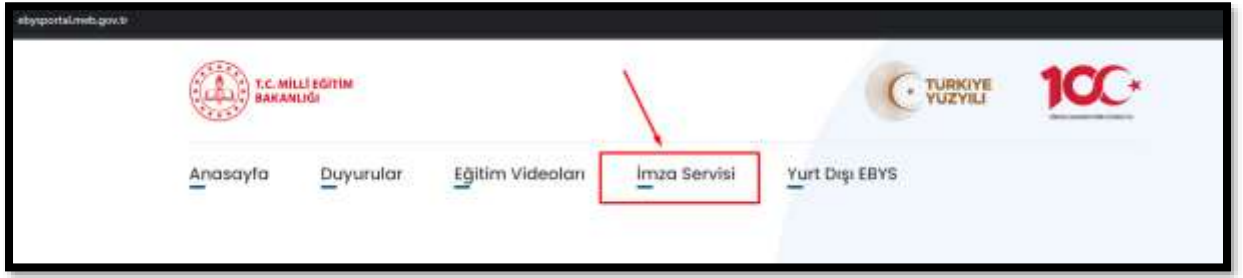 ebysportal.meb.gov.tr
T.C. MİLLİ EĞİTİM
BAKANLIĞI
TÜRKİYE
YÜZYILI
100
Anasayfa Duyurular Eğitim Videoları İmza Servisi Yurt Dışı EBYS